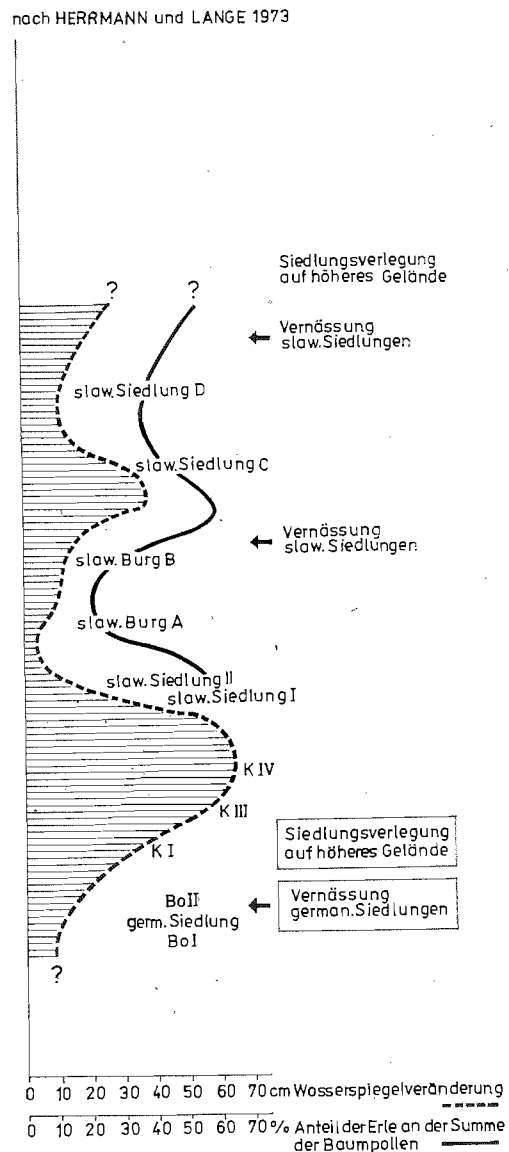 nach HERRMANN und LANGE 1973
Siedlungsverlegung
auf höheres Gelände
? ?
Vernässung
slaw. Siedlungen
slaw. Siedlung D
slaw. Siedlung C
Vernässung
slaw. Siedlungen
slaw. Burg B
slaw. Burg A
slaw. Siedlung II
slaw. Siedlung I
K IV
K III
Siedlungsverlegung
auf höheres Gelände
K I
Vernässung
german. Siedlungen
Bo II
germ. Siedlung
Bo I
?
0 10 20 30 40 50 60 70 cm Wasserspiegelveränderung
0 10 20 30 40 50 60 70 % Anteil der Erle an der Summe
der Baumpollen